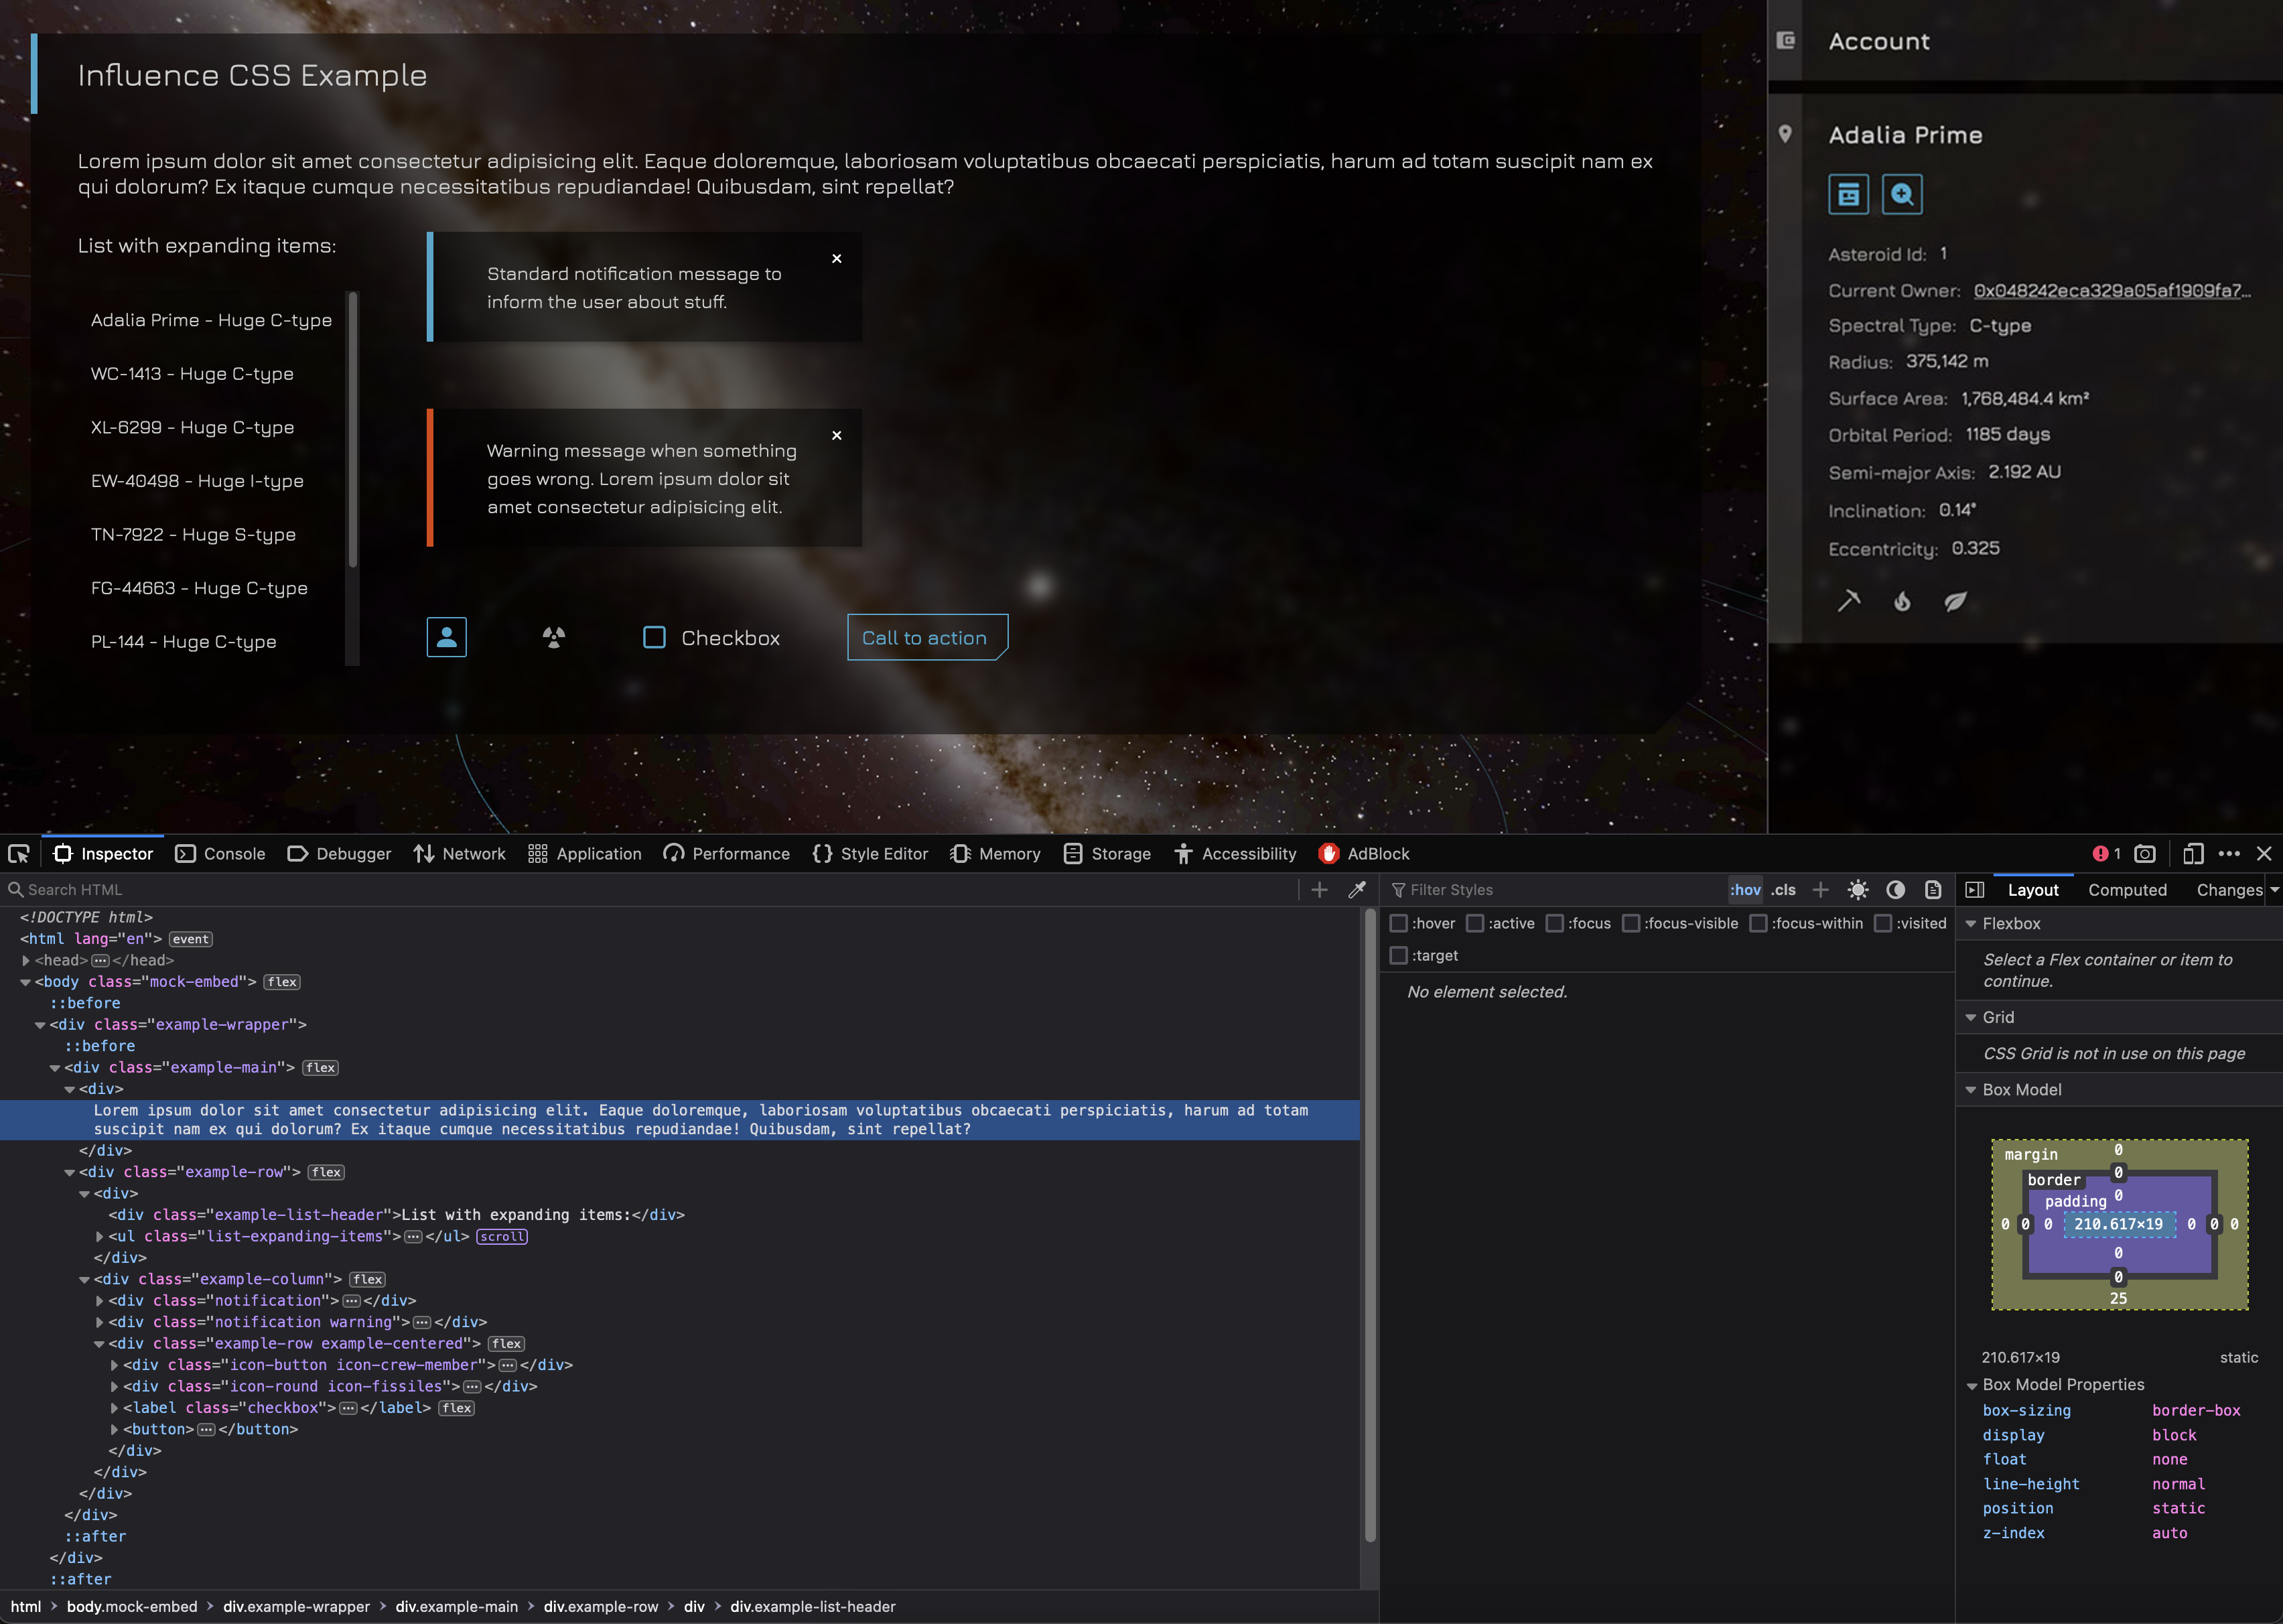 Influence CSS Example
Lorem ipsum dolor sit amet consectetur adipisicing elit. Eaque doloremque, laboriosam voluptatibus obcaecati perspiciatis, harum ad totam suscipit nam ex
qui dolorum? Ex itaque cumque necessitatibus repudiandae! Quibusdam, sint repellat?
List with expanding items:
Adalia Prime - Huge C-type
WC-1413 - Huge C-type
XL-6299 - Huge C-type
EW-40498 - Huge I-type
TN-7922 - Huge S-type
FG-44663 - Huge C-type
PL-144 - Huge C-type
Standard notification message to
inform the user about stuff.
Warning message when something
goes wrong. Lorem ipsum dolor sit
amet consectetur adipisicing elit.
Checkbox
Call to action
Account
Adalia Prime
Asteroid Id: 1
Current Owner: 0x048242eca329a05af1909fa7...
Spectral Type: C-type
Radius: 375,142 m
Surface Area: 1,768,484.4 km²
Orbital Period: 1185 days
Semi-major Axis: 2.192 AU
Inclination: 0.14°
Eccentricity: 0.325
Inspector Console Debugger Network Application Performance Style Editor Memory Storage Accessibility AdBlock 1
Search HTML
<!DOCTYPE html>
<html lang="en"> event
<head> ··· </head>
<body class="mock-embed"> flex
::before
<div class="example-wrapper">
::before
<div class="example-main"> flex
<div>
Lorem ipsum dolor sit amet consectetur adipisicing elit. Eaque doloremque, laboriosam voluptatibus obcaecati perspiciatis, harum ad totam
suscipit nam ex qui dolorum? Ex itaque cumque necessitatibus repudiandae! Quibusdam, sint repellat?
</div>
<div class="example-row"> flex
<div>
<div class="example-list-header">List with expanding items:</div>
<ul class="list-expanding-items"> ··· </ul> scroll
</div>
<div class="example-column"> flex
<div class="notification"> ··· </div>
<div class="notification warning"> ··· </div>
<div class="example-row example-centered"> flex
<div class="icon-button icon-crew-member"> ··· </div>
<div class="icon-round icon-fissiles"> ··· </div>
<label class="checkbox"> ··· </label> flex
<button> ··· </button>
</div>
</div>
</div>
</div>
::after
</div>
::after
html > body.mock-embed > div.example-wrapper > div.example-main > div.example-row > div > div.example-list-header
Filter Styles
:hov .cls
:hover :active :focus :focus-visible :focus-within :visited
:target
No element selected.
Layout Computed Changes
Flexbox
Select a Flex container or item to
continue.
Grid
CSS Grid is not in use on this page
Box Model
margin 0
border 0
padding 0
0 0 0 210.617×19 0 0 0
0
0
25
210.617×19 static
Box Model Properties
box-sizing border-box
display block
float none
line-height normal
position static
z-index auto